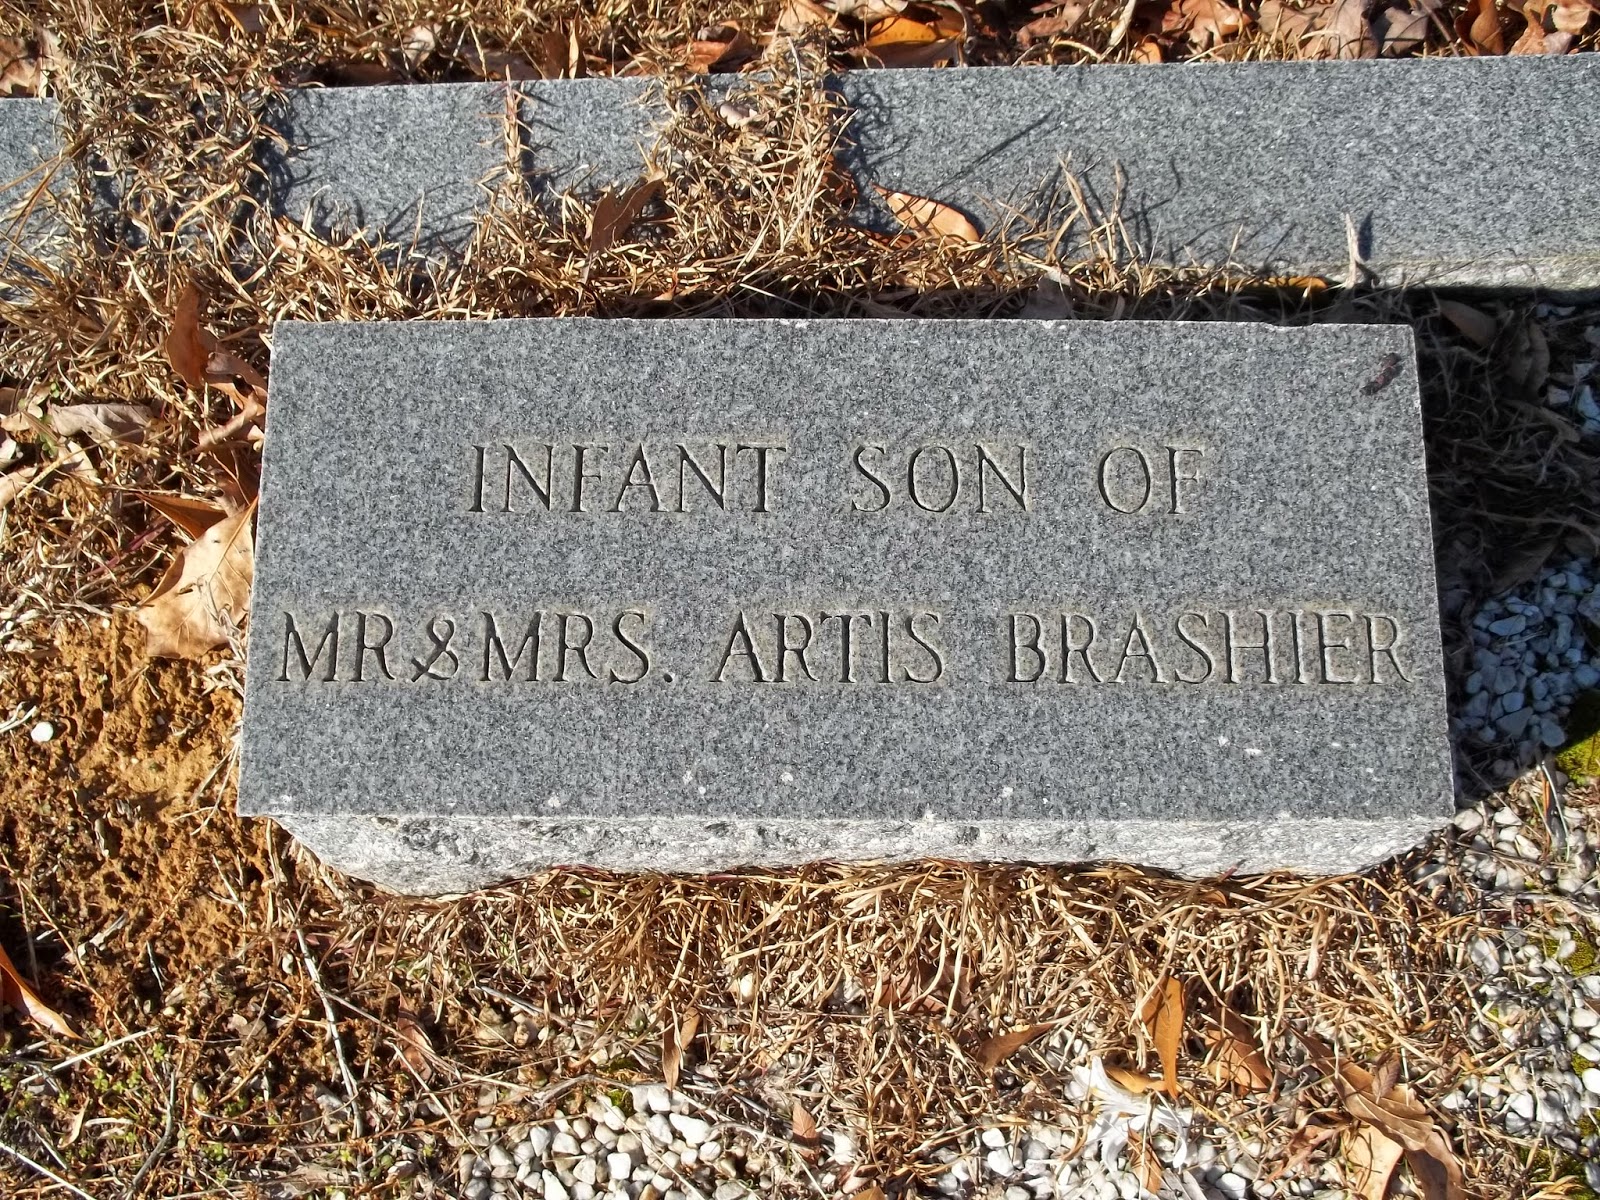 INFANT SON OF
MR & MRS. ARTIS BRASHIER